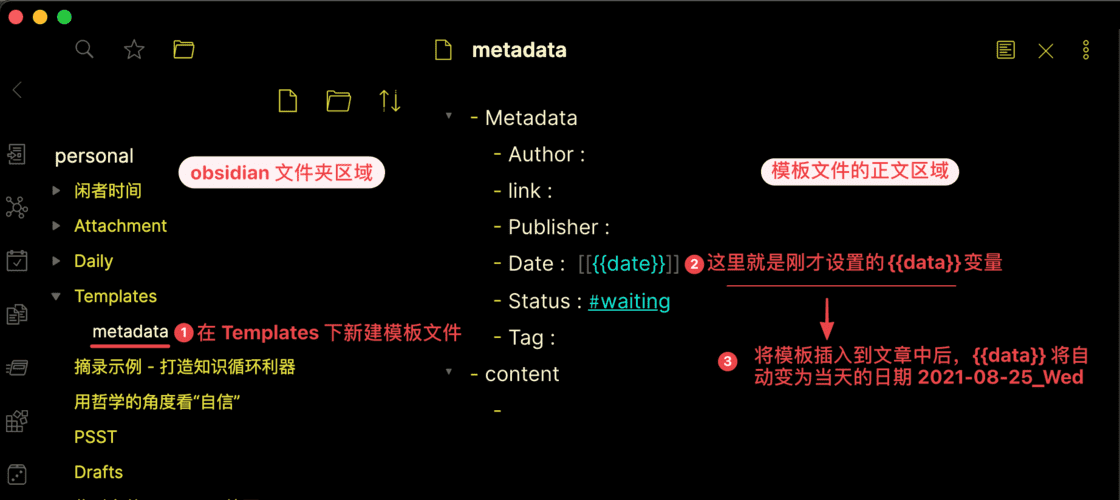 metadata
personal
obsidian 文件夹区域
闲者时间
Attachment
Daily
Templates
metadata
1 在 Templates 下新建模板文件
摘录示例 - 打造知识循环利器
用哲学的角度看“自信”
PSST
Drafts
- Metadata
模板文件的正文区域
- Author :
- link :
- Publisher :
- Date : [[{{date}}]] 2 这里就是刚才设置的 {{data}} 变量
- Status : #waiting
- Tag :
3 将模板插入到文章中后，{{data}} 将自
动变为当天的日期 2021-08-25_Wed
- content
-